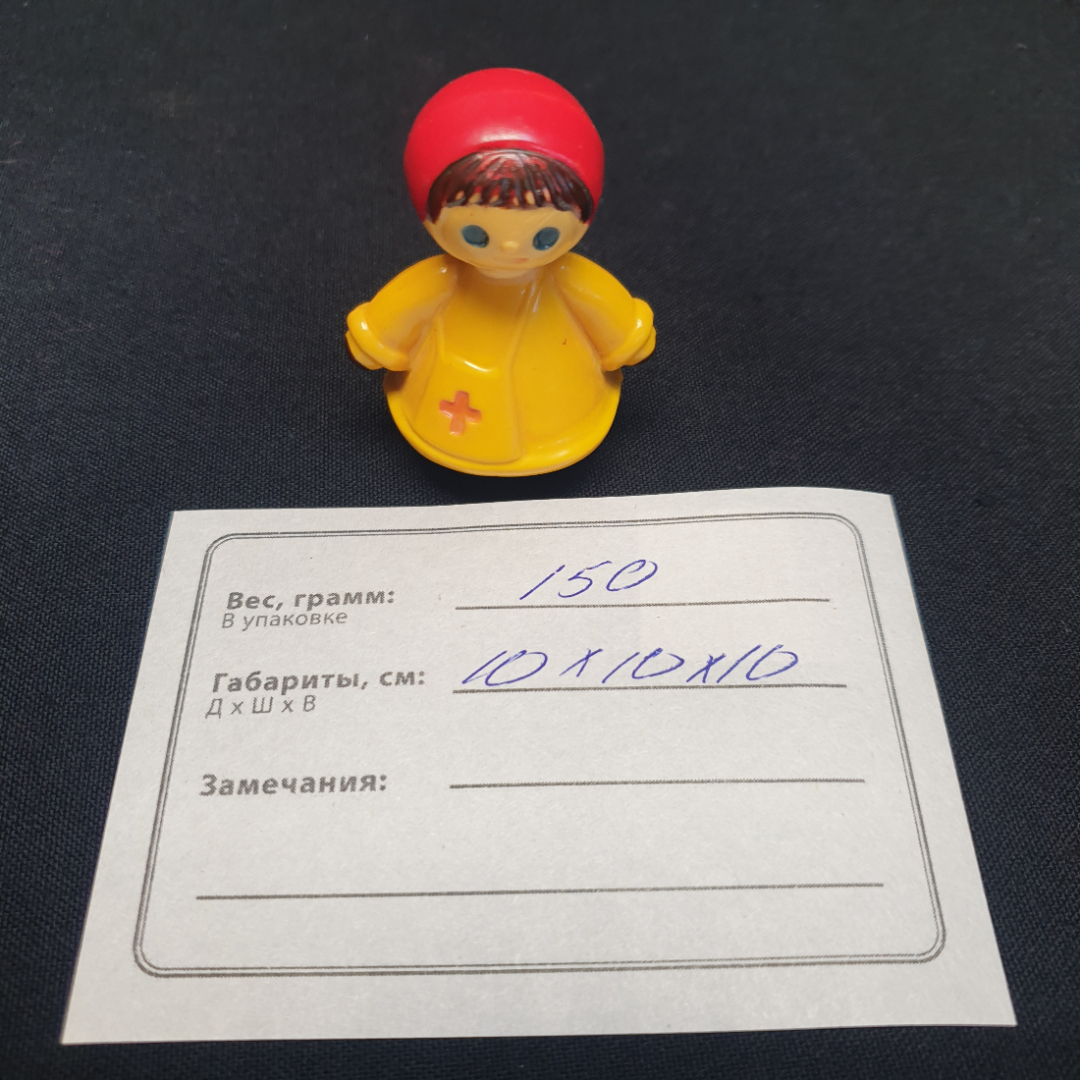 Вес, грамм: 150
В упаковке
Габариты, см: 10 x 10 x 10
Д x Ш x В
Замечания: